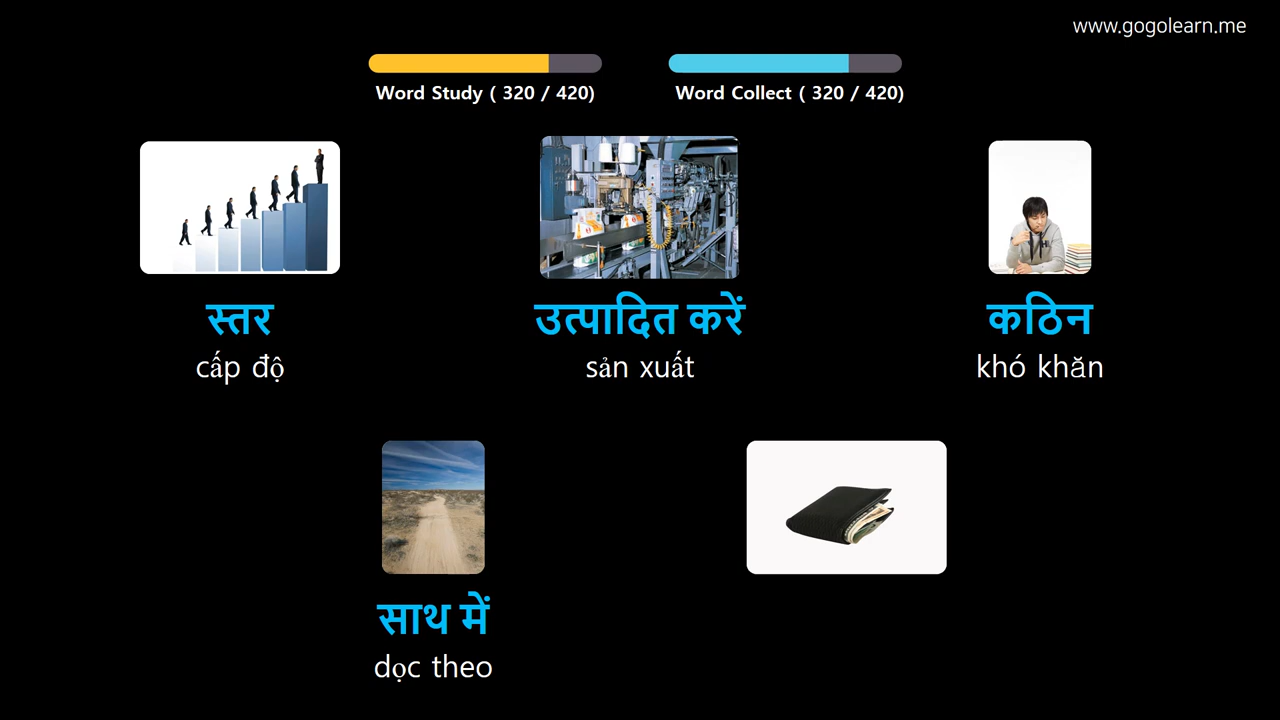 www.gogolearn.me
Word Study ( 320 / 420)
Word Collect ( 320 / 420)
स्तर
cấp độ
उत्पादित करें
sản xuất
कठिन
khó khăn
साथ में
dọc theo